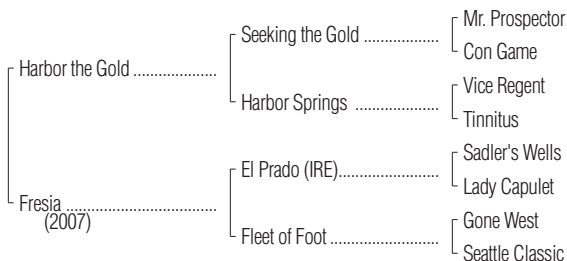 Mr. Prospector
Seeking the Gold ..................
Con Game
Harbor the Gold ....................
Vice Regent
Harbor Springs ....................
Tinnitus
Sadler's Wells
El Prado (IRE)........................
Lady Capulet
Fresia ....................................
(2007)
Gone West
Fleet of Foot ..........................
Seattle Classic